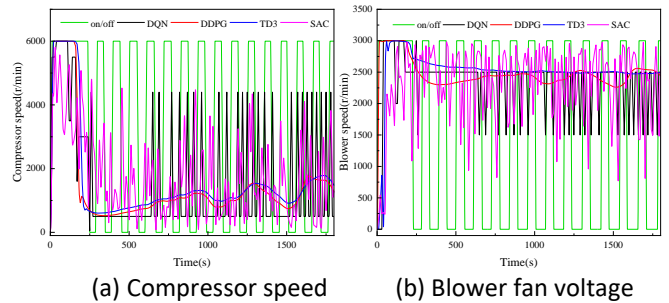 on/off DQN DDPG TD3 SAC
6000
4000
2000
0
Compressor speed(r/min)
0 500 1000 1500
Time(s)
(a) Compressor speed
on/off DQN DDPG TD3 SAC
3000
2500
2000
1500
1000
500
0
Blower speed(r/min)
0 500 1000 1500
Time(s)
(b) Blower fan voltage